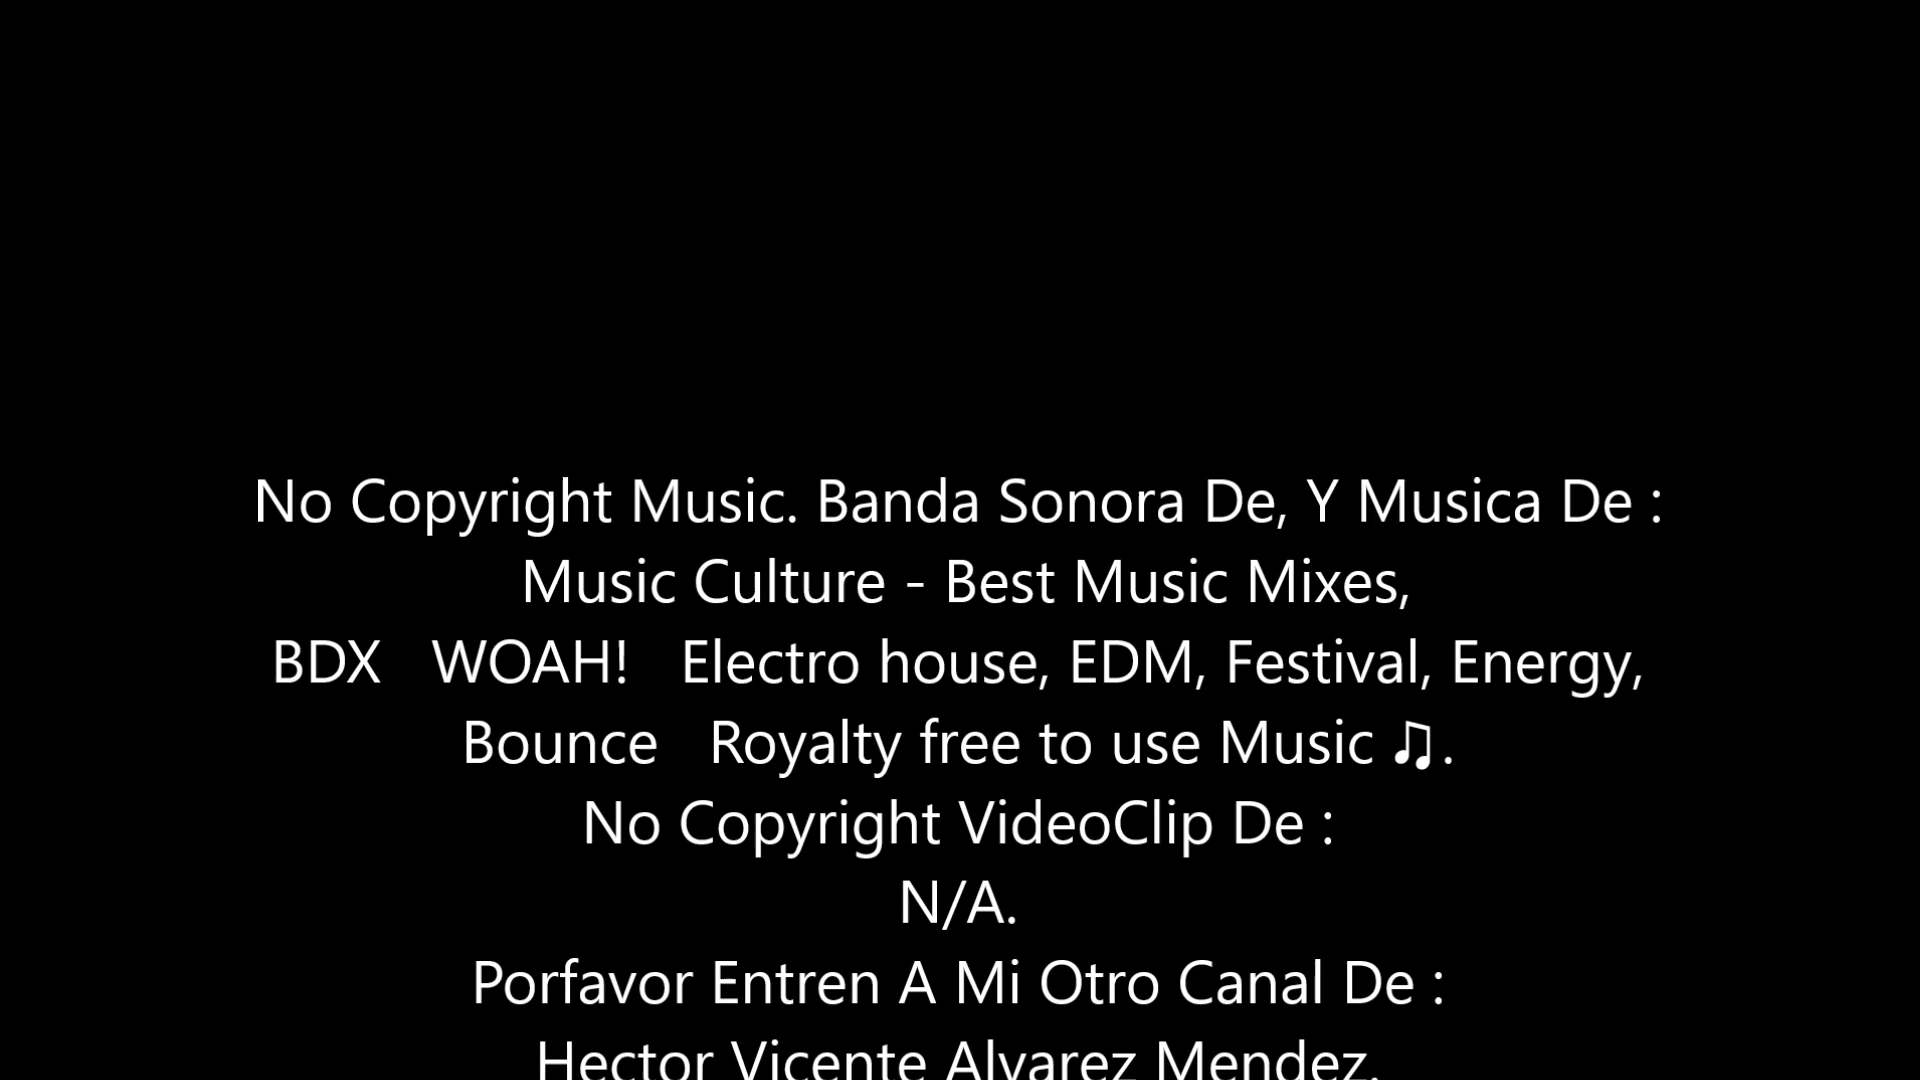 No Copyright Music. Banda Sonora De, Y Musica De :
Music Culture - Best Music Mixes,
BDX   WOAH!   Electro house, EDM, Festival, Energy,
Bounce   Royalty free to use Music ♫.
No Copyright VideoClip De :
N/A.
Porfavor Entren A Mi Otro Canal De :
Hector Vicente Alvarez Mendez.